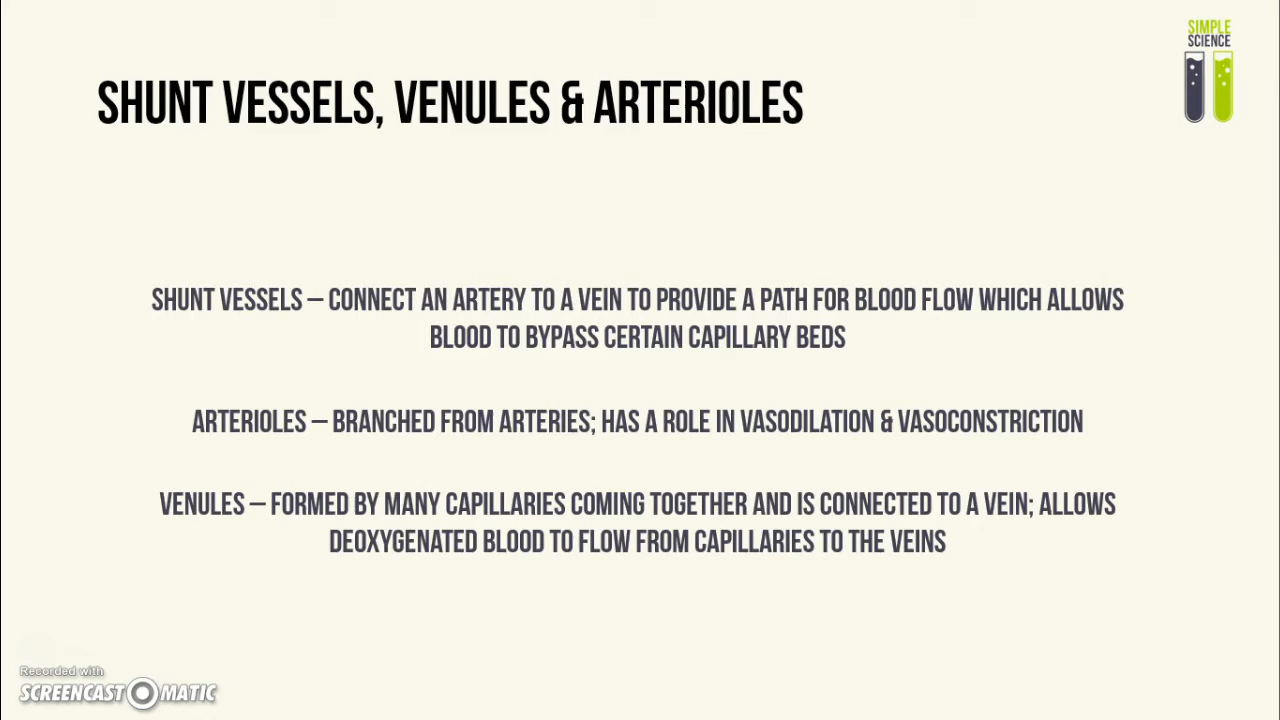 SIMPLE
SCIENCE
SHUNT VESSELS, VENULES & ARTERIOLES
SHUNT VESSELS – CONNECT AN ARTERY TO A VEIN TO PROVIDE A PATH FOR BLOOD FLOW WHICH ALLOWS
BLOOD TO BYPASS CERTAIN CAPILLARY BEDS
ARTERIOLES – BRANCHED FROM ARTERIES; HAS A ROLE IN VASODILATION & VASOCONSTRICTION
VENULES – FORMED BY MANY CAPILLARIES COMING TOGETHER AND IS CONNECTED TO A VEIN; ALLOWS
DEOXYGENATED BLOOD TO FLOW FROM CAPILLARIES TO THE VEINS
Recorded with
SCREENCAST MATIC